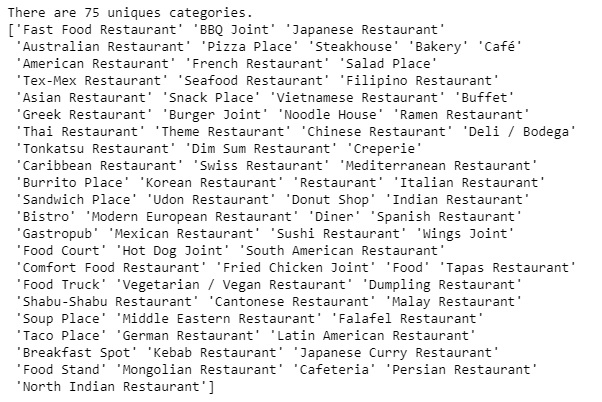 There are 75 uniques categories.
['Fast Food Restaurant' 'BBQ Joint' 'Japanese Restaurant'
'Australian Restaurant' 'Pizza Place' 'Steakhouse' 'Bakery' 'Café'
'American Restaurant' 'French Restaurant' 'Salad Place'
'Tex-Mex Restaurant' 'Seafood Restaurant' 'Filipino Restaurant'
'Asian Restaurant' 'Snack Place' 'Vietnamese Restaurant' 'Buffet'
'Greek Restaurant' 'Burger Joint' 'Noodle House' 'Ramen Restaurant'
'Thai Restaurant' 'Theme Restaurant' 'Chinese Restaurant' 'Deli / Bodega'
'Tonkatsu Restaurant' 'Dim Sum Restaurant' 'Creperie'
'Caribbean Restaurant' 'Swiss Restaurant' 'Mediterranean Restaurant'
'Burrito Place' 'Korean Restaurant' 'Restaurant' 'Italian Restaurant'
'Sandwich Place' 'Udon Restaurant' 'Donut Shop' 'Indian Restaurant'
'Bistro' 'Modern European Restaurant' 'Diner' 'Spanish Restaurant'
'Gastropub' 'Mexican Restaurant' 'Sushi Restaurant' 'Wings Joint'
'Food Court' 'Hot Dog Joint' 'South American Restaurant'
'Comfort Food Restaurant' 'Fried Chicken Joint' 'Food' 'Tapas Restaurant'
'Food Truck' 'Vegetarian / Vegan Restaurant' 'Dumpling Restaurant'
'Shabu-Shabu Restaurant' 'Cantonese Restaurant' 'Malay Restaurant'
'Soup Place' 'Middle Eastern Restaurant' 'Falafel Restaurant'
'Taco Place' 'German Restaurant' 'Latin American Restaurant'
'Breakfast Spot' 'Kebab Restaurant' 'Japanese Curry Restaurant'
'Food Stand' 'Mongolian Restaurant' 'Cafeteria' 'Persian Restaurant'
'North Indian Restaurant']